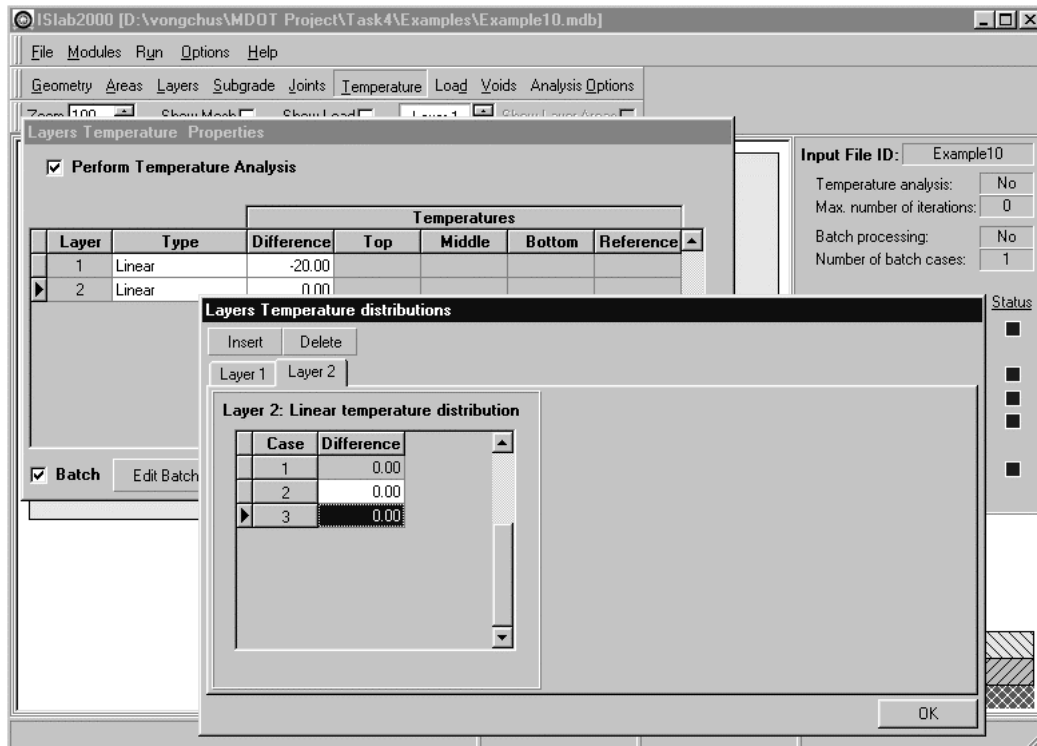 ISlab2000 [D:\vongchus\MDOT Project\Task4\Examples\Example10.mdb]
File Modules Run Options Help
Geometry Areas Layers Subgrade Joints Temperature Load Voids Analysis Options
Zoom 100 Show Mesh Show Load Layer 1 Show Layer Areas
Layers Temperature Properties
Perform Temperature Analysis
Temperatures
Layer Type Difference Top Middle Bottom Reference
1 Linear -20.00
2 Linear 0.00
Batch Edit Batch
Input File ID: Example10
Temperature analysis: No
Max. number of iterations: 0
Batch processing: No
Number of batch cases: 1
Status
Layers Temperature distributions
Insert Delete
Layer 1 Layer 2
Layer 2: Linear temperature distribution
Case Difference
1 0.00
2 0.00
3 0.00
OK